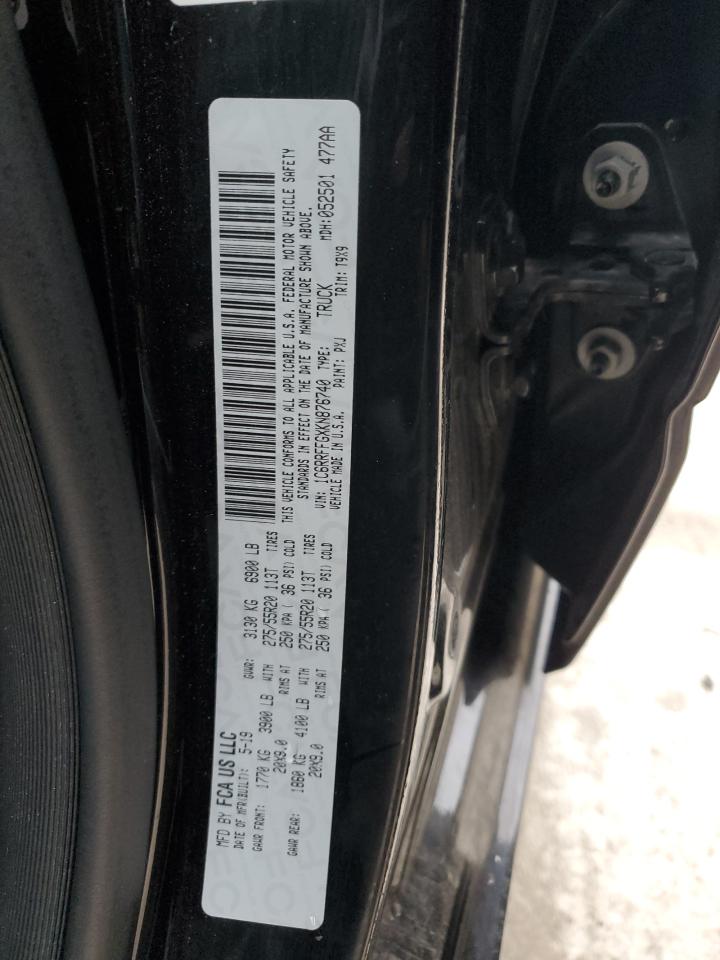 MFD BY FCA US LLC
DATE OF MFR(BUILT): 5-19 GVWR: 3130 KG 6900 LB
GAWR FRONT: 1770 KG 3900 LB WITH 275/55R20 113T TIRES
20X9.0 RIMS AT 250 KPA ( 36 PSI) COLD
GAWR REAR: 1860 KG 4100 LB WITH 275/55R20 113T TIRES
20X9.0 RIMS AT 250 KPA ( 36 PSI) COLD
THIS VEHICLE CONFORMS TO ALL APPLICABLE U.S.A. FEDERAL MOTOR VEHICLE SAFETY
STANDARDS IN EFFECT ON THE DATE OF MANUFACTURE SHOWN ABOVE.
VIN: 1C6RRFFGXKN876740 TYPE: TRUCK MDH:052501 477AA
VEHICLE MADE IN U.S.A. PAINT: PXJ TRIM: T9X9